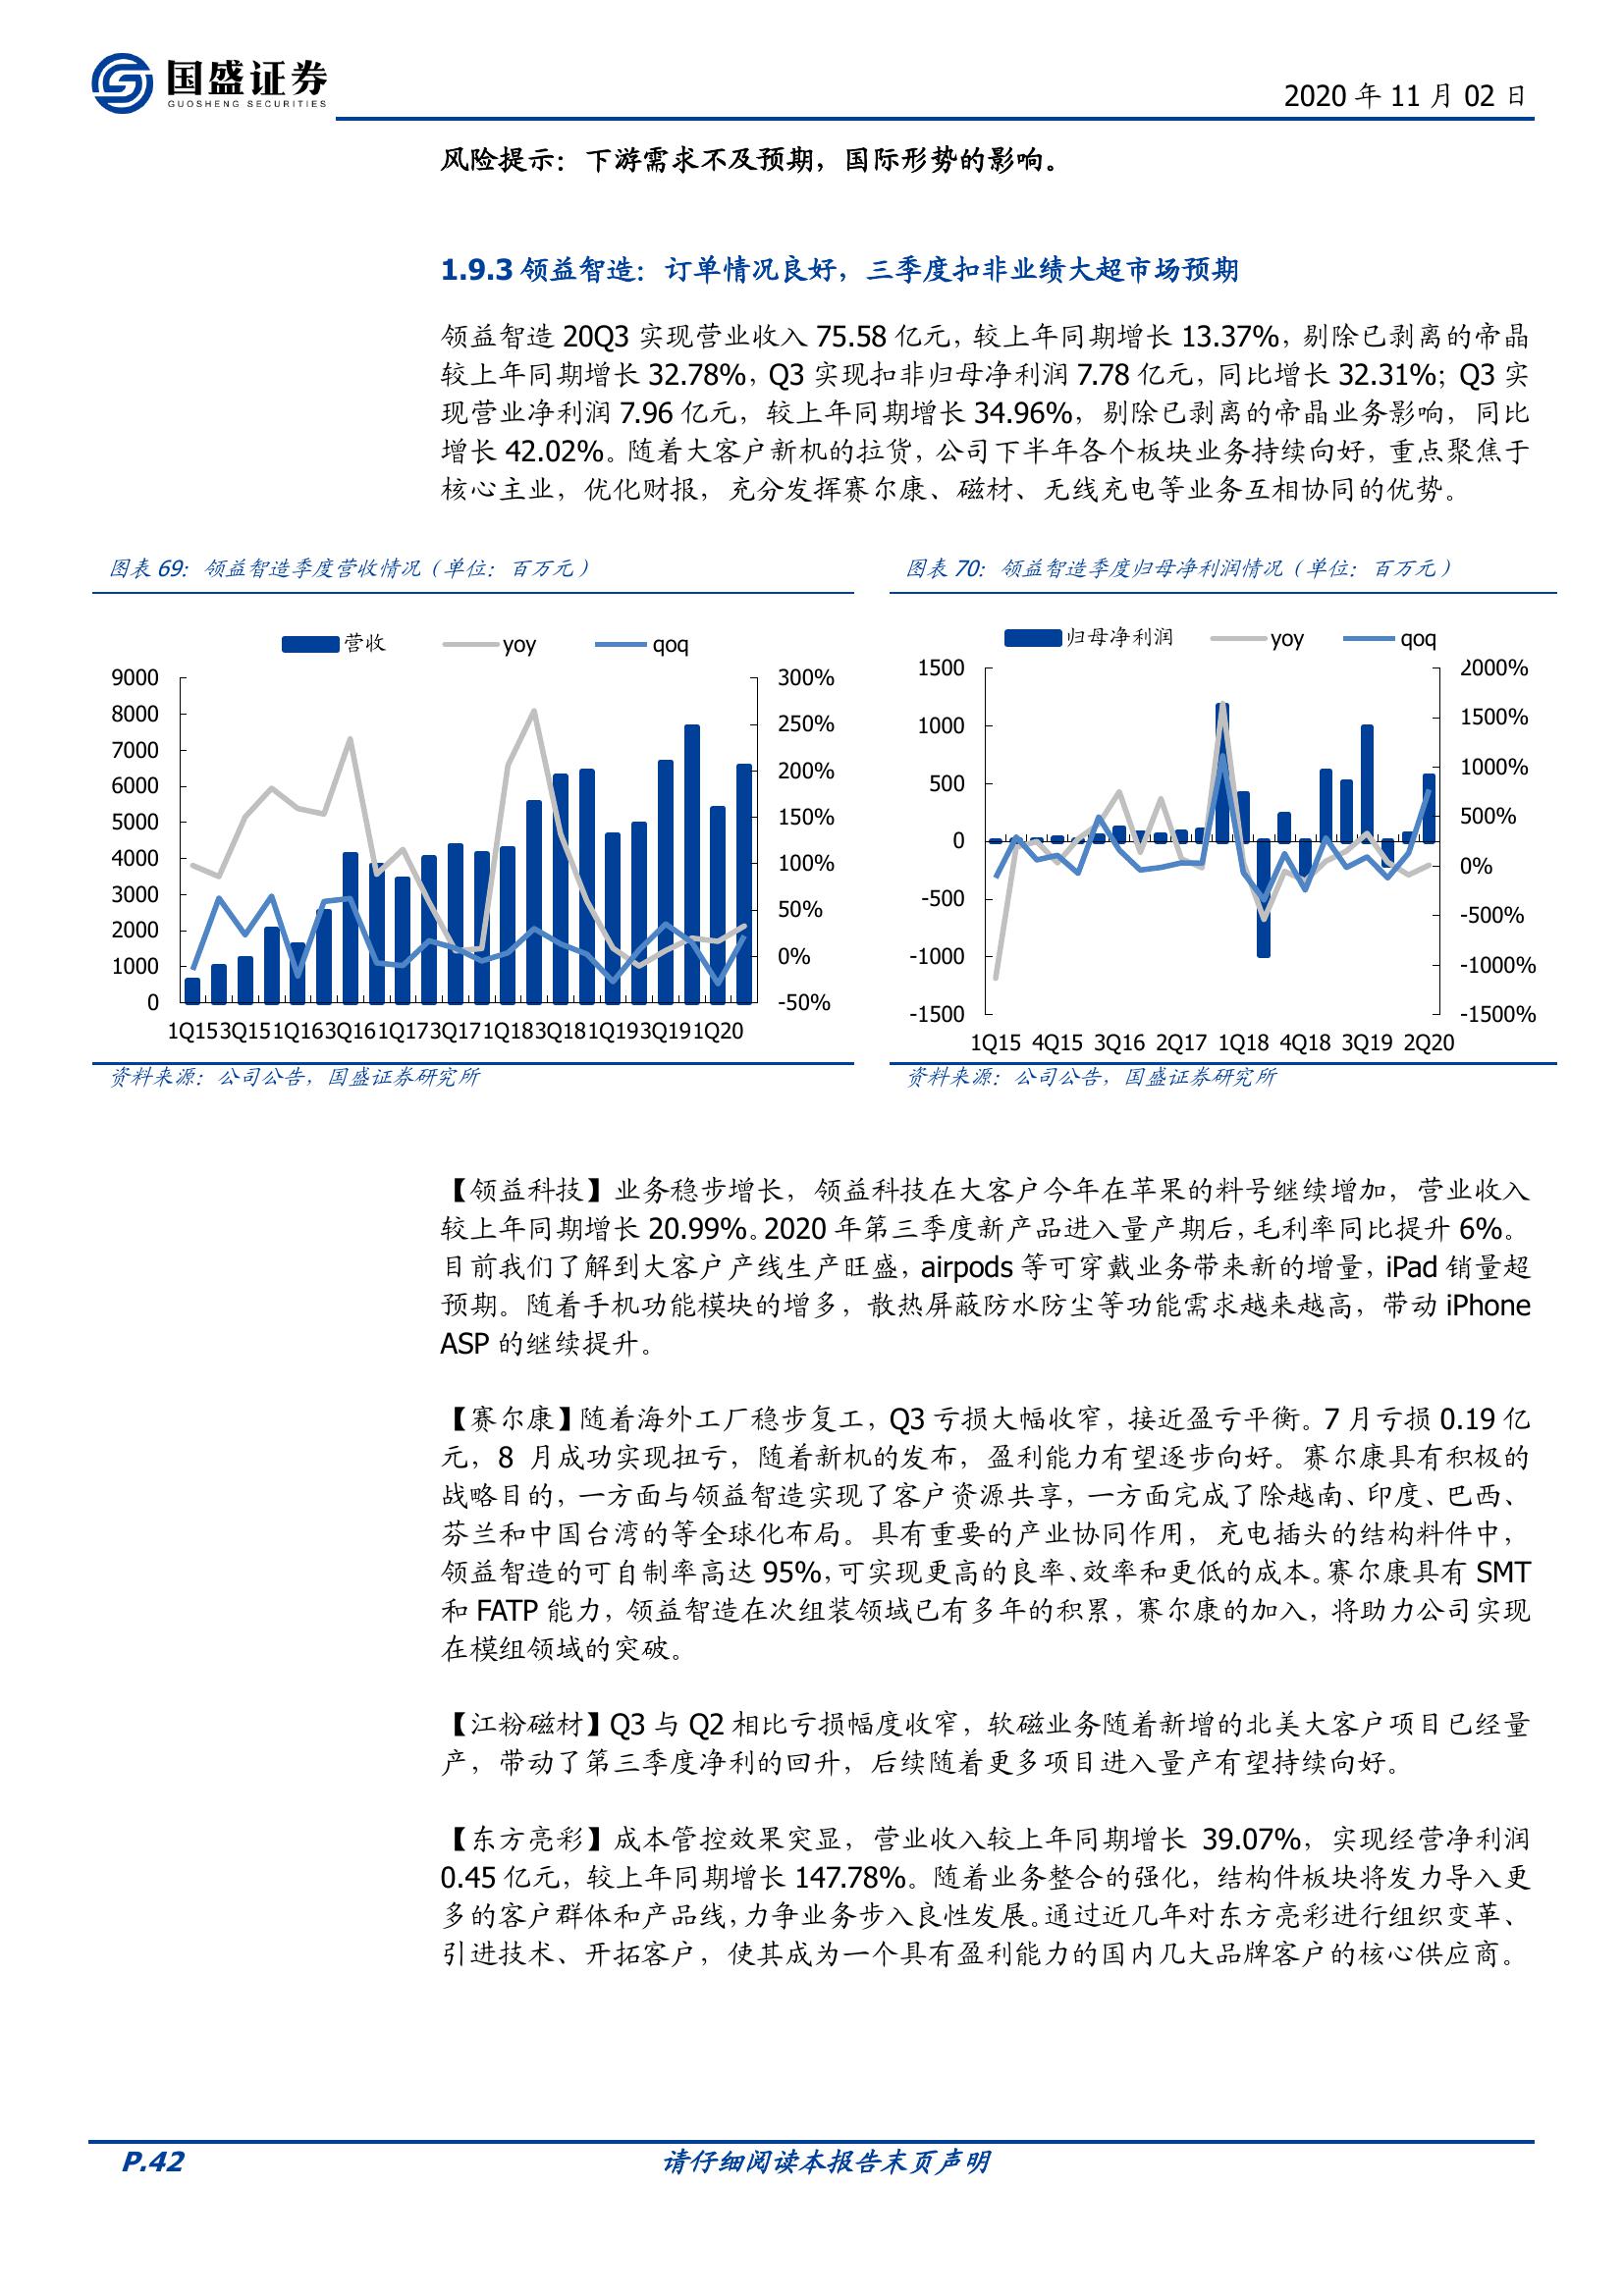 国盛证券
GUOSHENG SECURITIES
2020 年 11 月 02 日
风险提示：下游需求不及预期，国际形势的影响。
1.9.3 领益智造：订单情况良好，三季度扣非业绩大超市场预期
领益智造 20Q3 实现营业收入 75.58 亿元，较上年同期增长 13.37%，剔除已剥离的帝晶
较上年同期增长 32.78%，Q3 实现扣非归母净利润 7.78 亿元，同比增长 32.31%；Q3 实
现营业净利润 7.96 亿元，较上年同期增长 34.96%，剔除已剥离的帝晶业务影响，同比
增长 42.02%。随着大客户新机的拉货，公司下半年各个板块业务持续向好，重点聚焦于
核心主业，优化财报，充分发挥赛尔康、磁材、无线充电等业务互相协同的优势。
图表 69：领益智造季度营收情况（单位：百万元）
营收 yoy qoq
9000
8000
7000
6000
5000
4000
3000
2000
1000
0
300%
250%
200%
150%
100%
50%
0%
-50%
1Q15 3Q15 1Q16 3Q16 1Q17 3Q17 1Q18 3Q18 1Q19 3Q19 1Q20
资料来源：公司公告，国盛证券研究所
图表 70：领益智造季度归母净利润情况（单位：百万元）
归母净利润 yoy qoq
1500
1000
500
0
-500
-1000
-1500
2000%
1500%
1000%
500%
0%
-500%
-1000%
-1500%
1Q15 4Q15 3Q16 2Q17 1Q18 4Q18 3Q19 2Q20
资料来源：公司公告，国盛证券研究所
【领益科技】业务稳步增长，领益科技在大客户今年在苹果的料号继续增加，营业收入
较上年同期增长 20.99%。2020 年第三季度新产品进入量产期后，毛利率同比提升 6%。
目前我们了解到大客户产线生产旺盛，airpods 等可穿戴业务带来新的增量，iPad 销量超
预期。随着手机功能模块的增多，散热屏蔽防水防尘等功能需求越来越高，带动 iPhone
ASP 的继续提升。
【赛尔康】随着海外工厂稳步复工，Q3 亏损大幅收窄，接近盈亏平衡。7 月亏损 0.19 亿
元，8 月成功实现扭亏，随着新机的发布，盈利能力有望逐步向好。赛尔康具有积极的
战略目的，一方面与领益智造实现了客户资源共享，一方面完成了除越南、印度、巴西、
芬兰和中国台湾的等全球化布局。具有重要的产业协同作用，充电插头的结构料件中，
领益智造的可自制率高达 95%，可实现更高的良率、效率和更低的成本。赛尔康具有 SMT
和 FATP 能力，领益智造在次组装领域已有多年的积累，赛尔康的加入，将助力公司实现
在模组领域的突破。
【江粉磁材】Q3 与 Q2 相比亏损幅度收窄，软磁业务随着新增的北美大客户项目已经量
产，带动了第三季度净利的回升，后续随着更多项目进入量产有望持续向好。
【东方亮彩】成本管控效果突显，营业收入较上年同期增长 39.07%，实现经营净利润
0.45 亿元，较上年同期增长 147.78%。随着业务整合的强化，结构件板块将发力导入更
多的客户群体和产品线，力争业务步入良性发展。通过近几年对东方亮彩进行组织变革、
引进技术、开拓客户，使其成为一个具有盈利能力的国内几大品牌客户的核心供应商。
P.42
请仔细阅读本报告末页声明